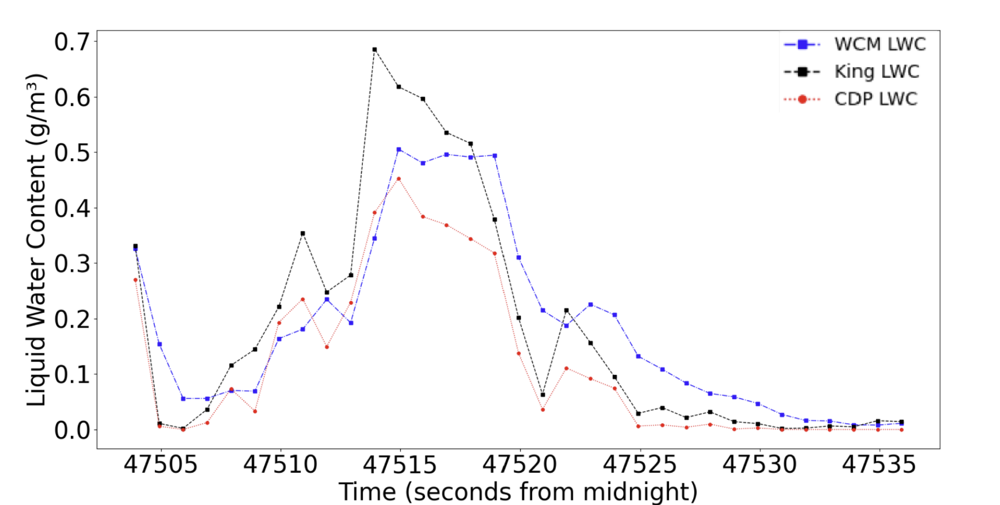 WCM LWC
King LWC
CDP LWC
Liquid Water Content (g/m³)
0.7
0.6
0.5
0.4
0.3
0.2
0.1
0.0
47505 47510 47515 47520 47525 47530 47535
Time (seconds from midnight)